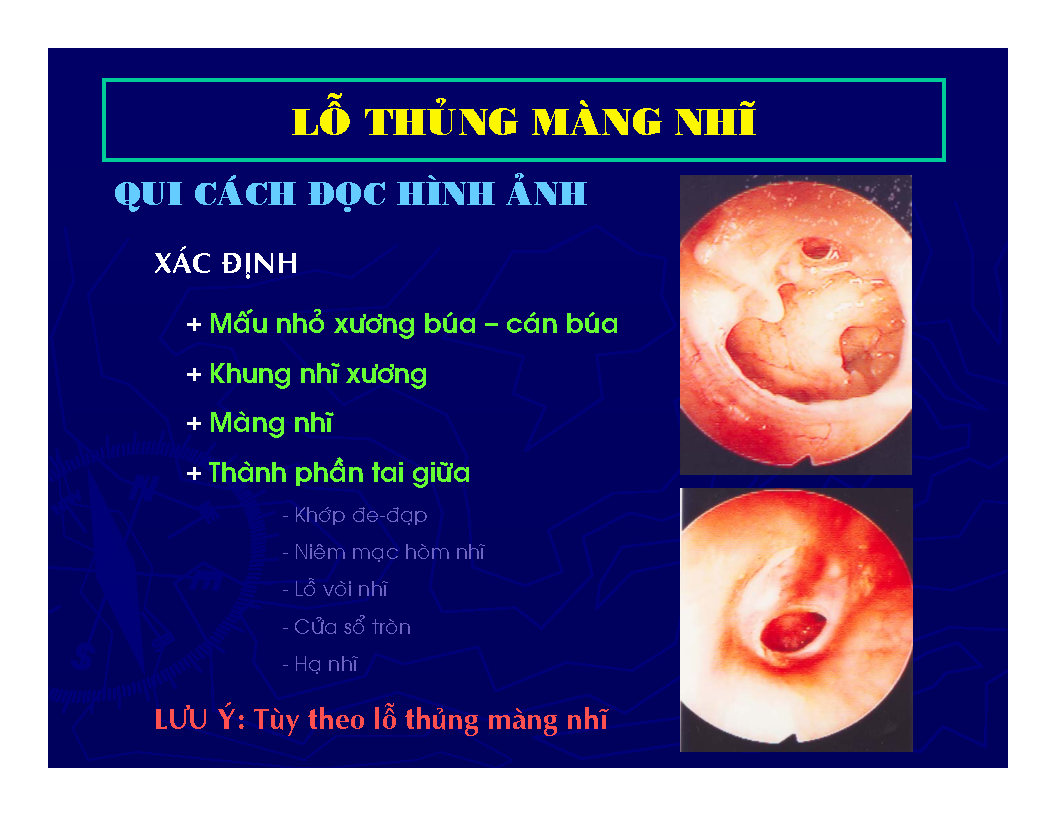 LỖ THỦNG MÀNG NHĨ
QUI CÁCH ĐỌC HÌNH ẢNH
XÁC ĐỊNH
+ Mấu nhỏ xương búa – cán búa
+ Khung nhĩ xương
+ Màng nhĩ
+ Thành phần tai giữa
- Khớp đe-đạp
- Niêm mạc hòm nhĩ
- Lỗ vòi nhĩ
- Cửa sổ tròn
- Hạ nhĩ
LƯU Ý: Tùy theo lỗ thủng màng nhĩ